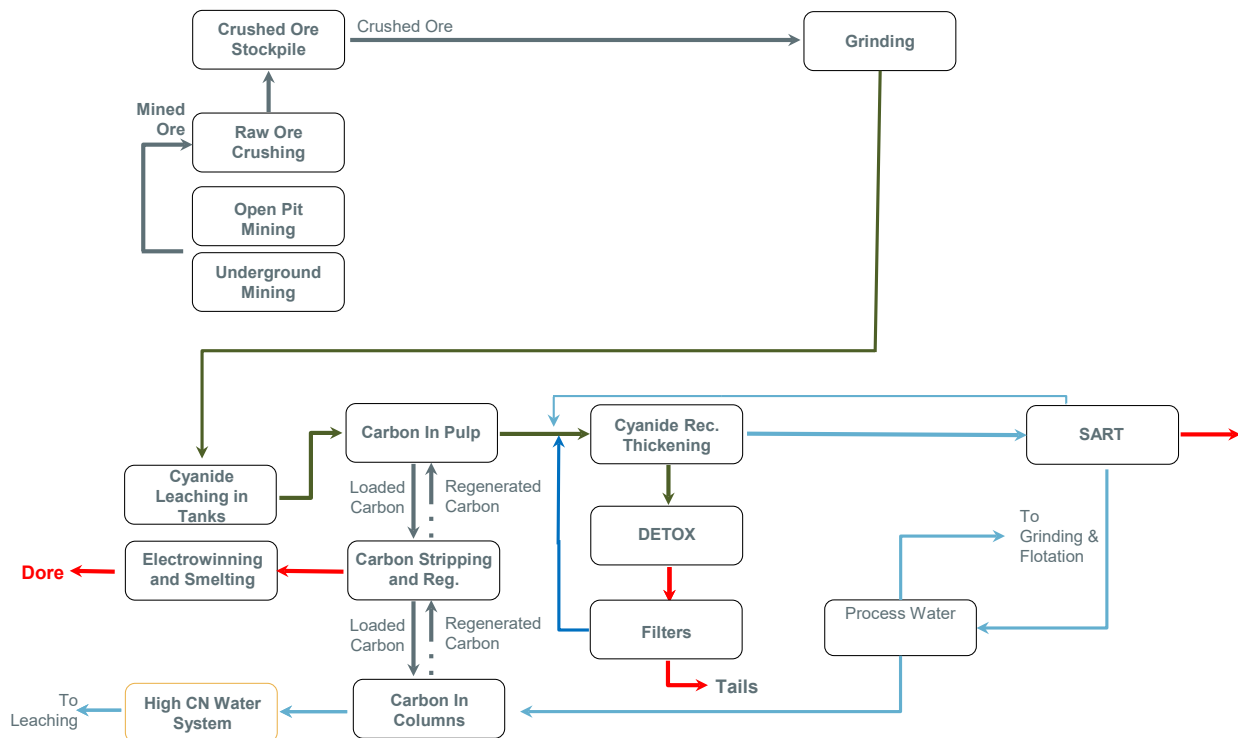 Crushed Ore
Stockpile
Crushed Ore
Grinding
Mined
Ore
Raw Ore
Crushing
Open Pit
Mining
Underground
Mining
Carbon In Pulp
Cyanide Rec.
Thickening
SART
Cyanide
Leaching in
Tanks
Loaded
Carbon
Regenerated
Carbon
DETOX
To
Grinding &
Flotation
Dore
Electrowinning
and Smelting
Carbon Stripping
and Reg.
Loaded
Carbon
Regenerated
Carbon
Filters
Process Water
Tails
To
Leaching
High CN Water
System
Carbon In
Columns